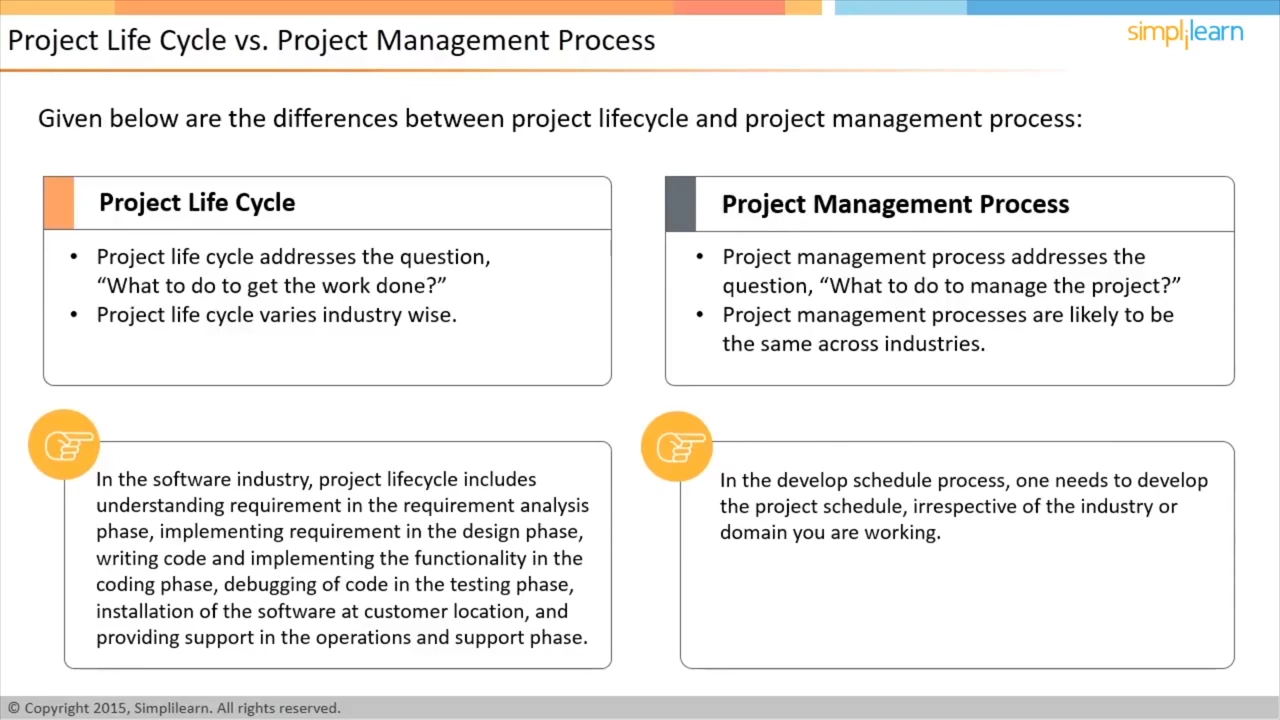 Project Life Cycle vs. Project Management Process
simplilearn
Given below are the differences between project lifecycle and project management process:
Project Life Cycle
• Project life cycle addresses the question,
“What to do to get the work done?”
• Project life cycle varies industry wise.
Project Management Process
• Project management process addresses the
question, “What to do to manage the project?”
• Project management processes are likely to be
the same across industries.
In the software industry, project lifecycle includes
understanding requirement in the requirement analysis
phase, implementing requirement in the design phase,
writing code and implementing the functionality in the
coding phase, debugging of code in the testing phase,
installation of the software at customer location, and
providing support in the operations and support phase.
In the develop schedule process, one needs to develop
the project schedule, irrespective of the industry or
domain you are working.
© Copyright 2015, Simplilearn. All rights reserved.